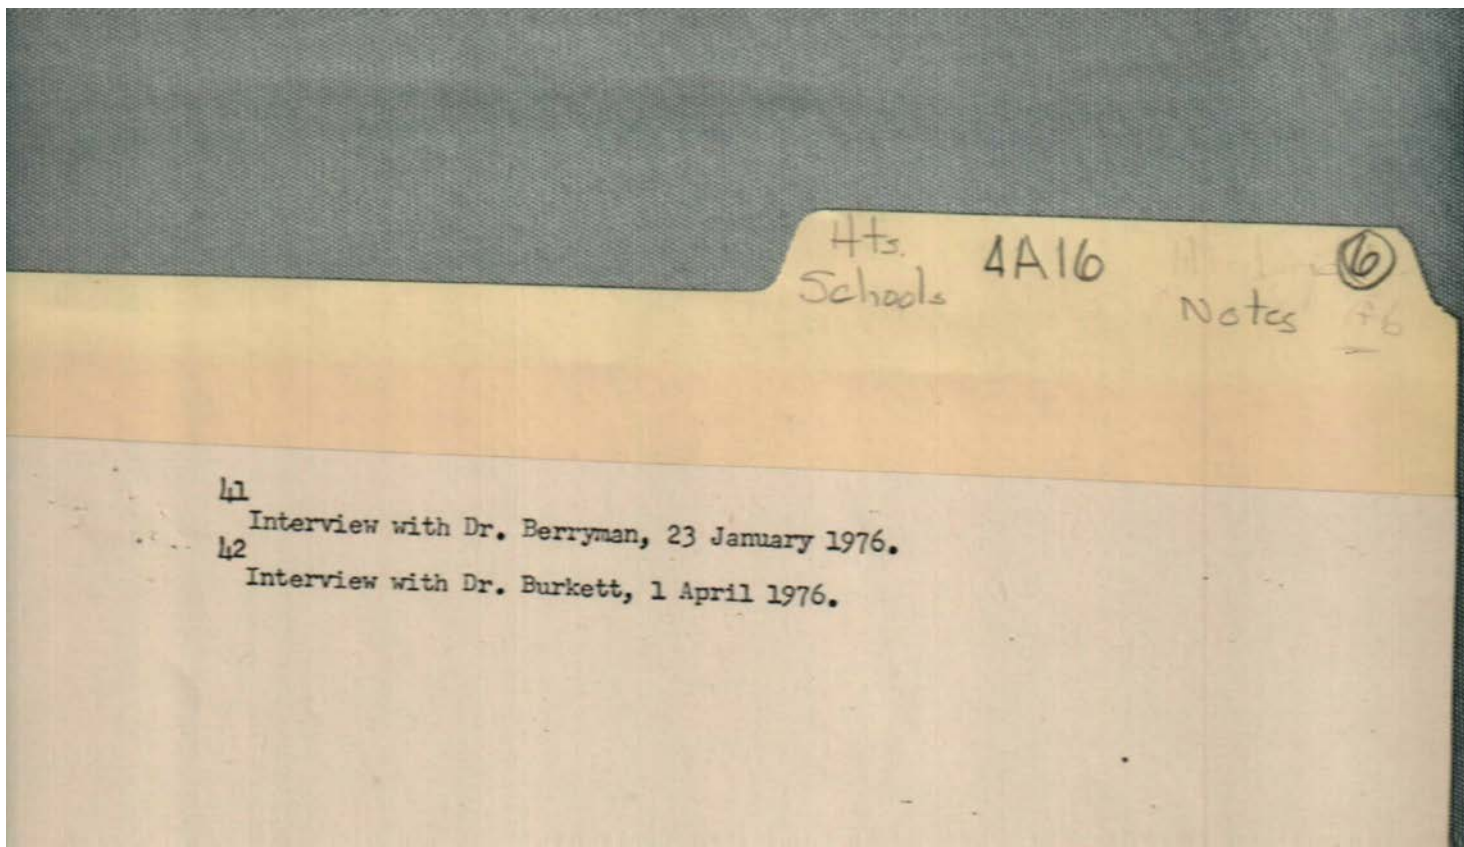 Hts. 4A16 6
Schools Notes
41
Interview with Dr. Berryman, 23 January 1976.
42
Interview with Dr. Burkett, 1 April 1976.